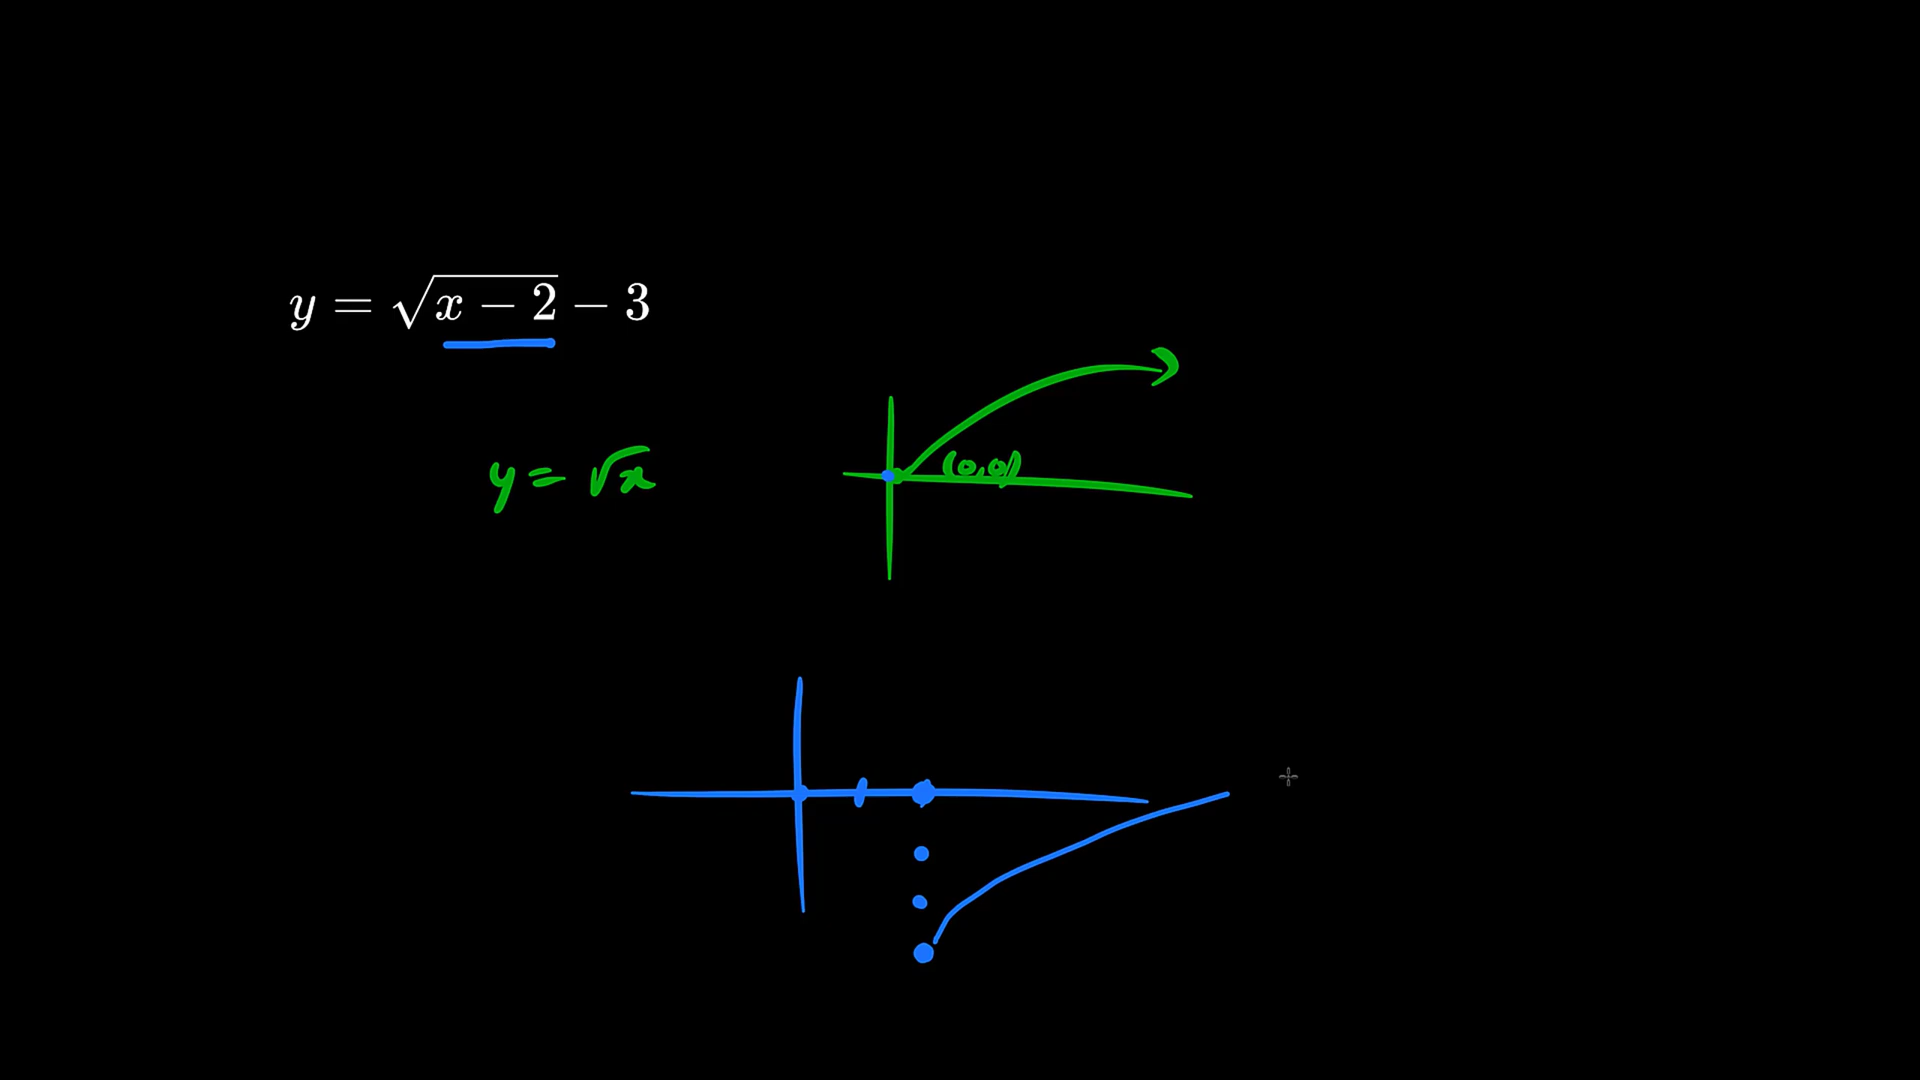 y = √(x − 2) − 3
y = √x
(0,0)